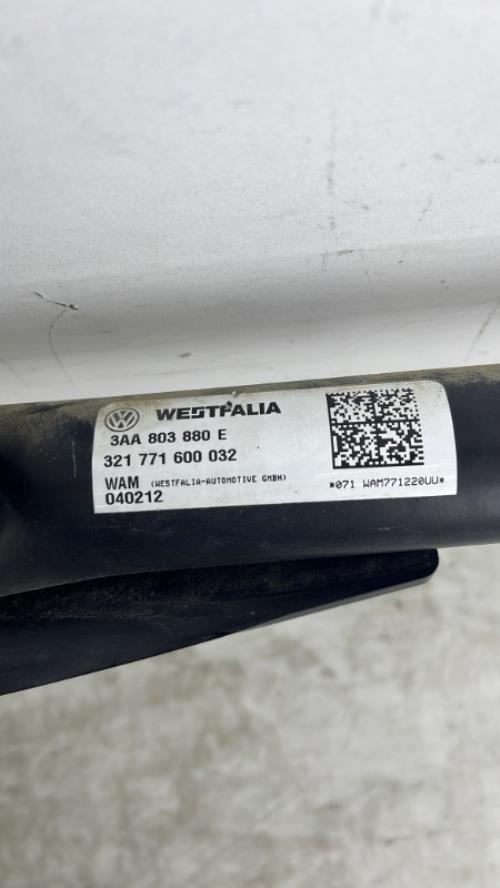 WESTFALIA
3AA 803 880 E
321 771 600 032
WAM (WESTFALIA-AUTOMOTIVE GMBH)
040212
*071 WAM771220UU*